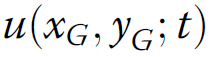 u(x_G, y_G; t)